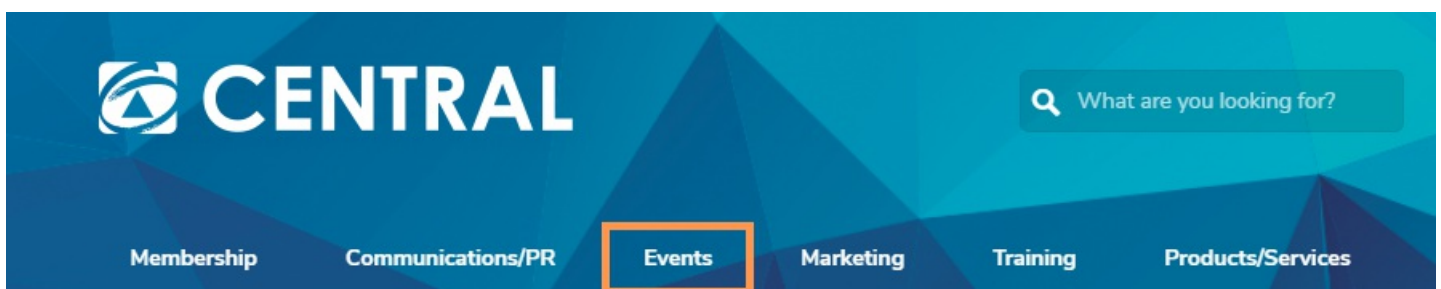 CENTRAL
What are you looking for?
Membership Communications/PR Events Marketing Training Products/Services